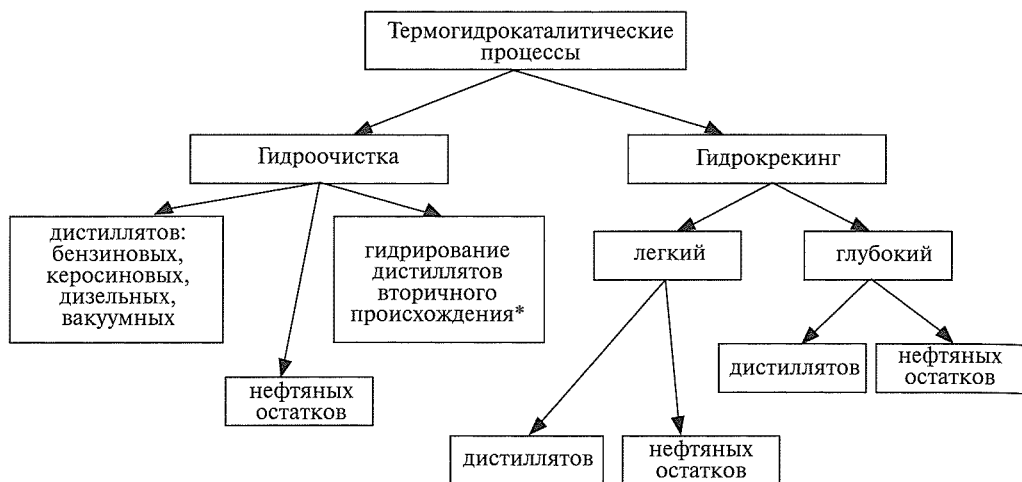 Термогидрокаталитические
процессы
Гидроочистка
Гидрокрекинг
дистиллятов:
бензиновых,
керосиновых,
дизельных,
вакуумных
гидрирование
дистиллятов
вторичного
происхождения*
легкий
глубокий
нефтяных
остатков
дистиллятов
нефтяных
остатков
дистиллятов
нефтяных
остатков